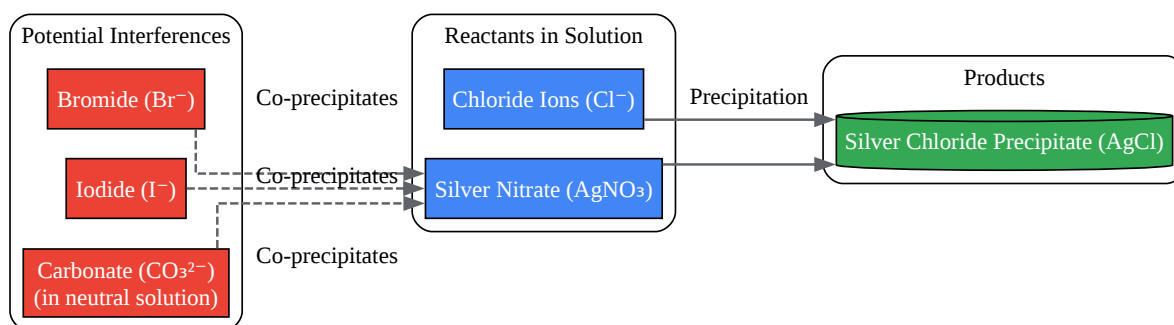 Potential Interferences
Bromide (Br⁻)
Iodide (I⁻)
Carbonate (CO₃²⁻)
(in neutral solution)
Co-precipitates
Co-precipitates
Co-precipitates
Reactants in Solution
Chloride Ions (Cl⁻)
Silver Nitrate (AgNO₃)
Precipitation
Products
Silver Chloride Precipitate (AgCl)